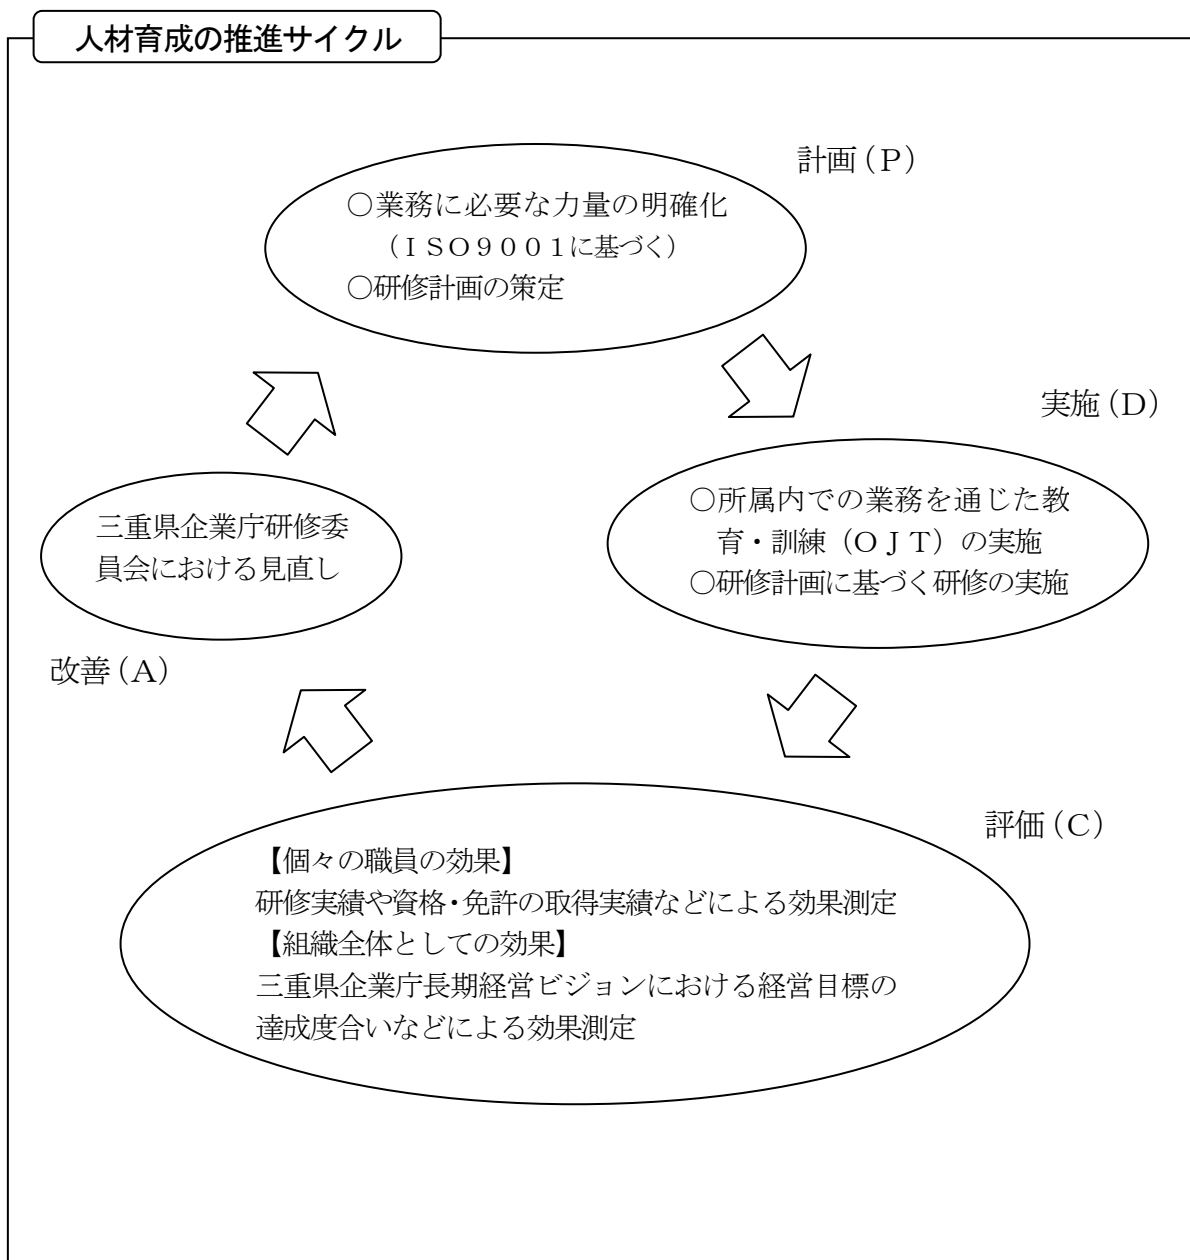 人材育成の推進サイクル
計画(P)
○業務に必要な力量の明確化
(ISO9001に基づく)
○研修計画の策定
実施(D)
○所属内での業務を通じた教
育・訓練(OJT)の実施
○研修計画に基づく研修の実施
三重県企業庁研修委
員会における見直し
改善(A)
評価(C)
【個々の職員の効果】
研修実績や資格・免許の取得実績などによる効果測定
【組織全体としての効果】
三重県企業庁長期経営ビジョンにおける経営目標の
達成度合いなどによる効果測定